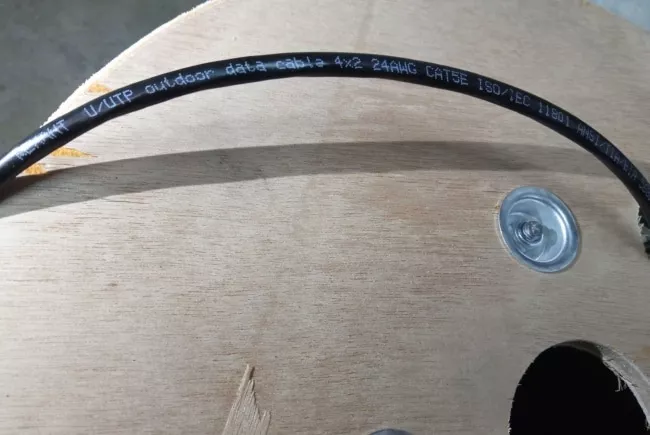 U/UTP outdoor data cable 4x2 24AWG CAT5E ISO/IEC 11801